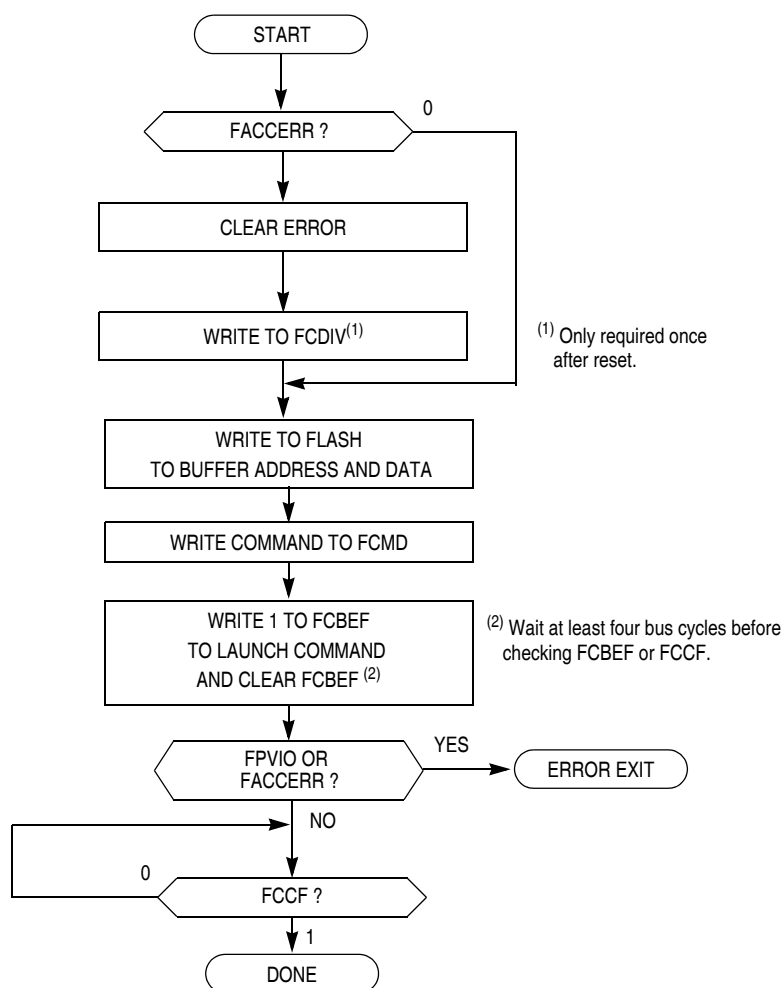 START
0
FACCERR ?
CLEAR ERROR
WRITE TO FCDIV(1)
(1) Only required once
after reset.
WRITE TO FLASH
TO BUFFER ADDRESS AND DATA
WRITE COMMAND TO FCMD
WRITE 1 TO FCBEF
TO LAUNCH COMMAND
AND CLEAR FCBEF (2)
(2) Wait at least four bus cycles before
checking FCBEF or FCCF.
FPVIO OR
FACCERR ?
YES
ERROR EXIT
NO
0
FCCF ?
1
DONE